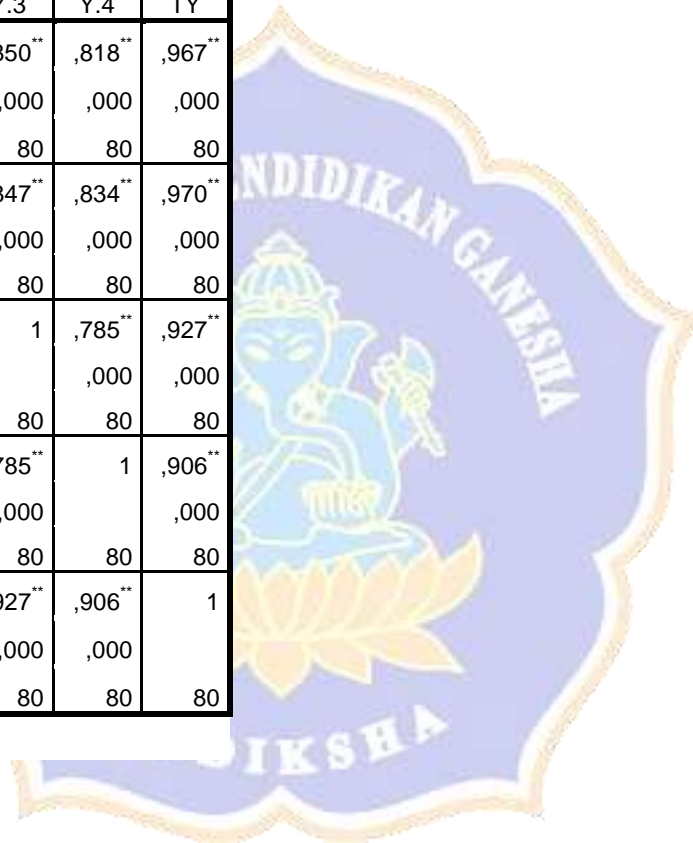 Y.3 Y.4 TY
850** ,818** ,967**
,000 ,000 ,000
80 80 80
847** ,834** ,970**
,000 ,000 ,000
80 80 80
1 ,785** ,927**
,000 ,000
80 80 80
785** 1 ,906**
,000 ,000
80 80 80
927** ,906** 1
,000 ,000
80 80 80
NDIDIKAN GANESHA
DIKSHA